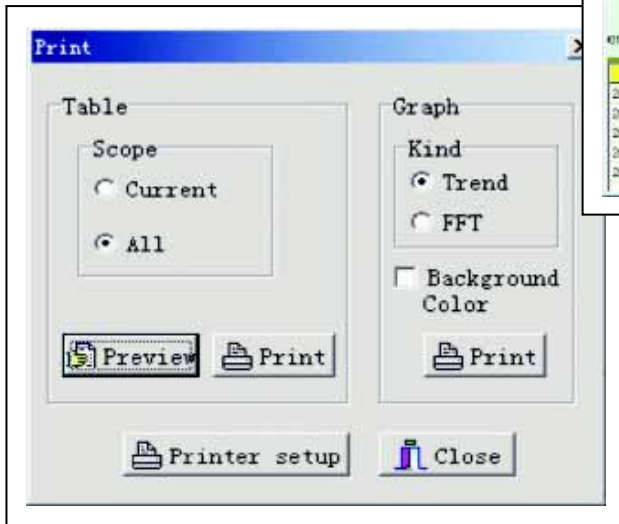 Print
Table
Scope
Current
All
Preview
Print
Graph
Kind
Trend
FFT
Background
Color
Print
Printer setup
Close